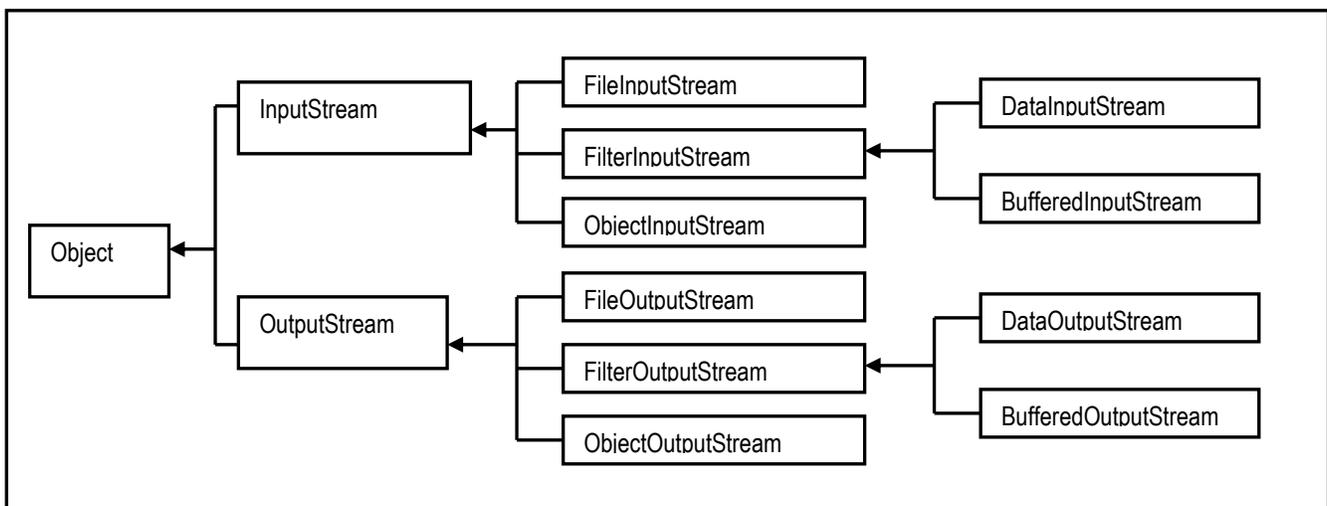 Object
InputStream
OutputStream
FileInputStream
FilterInputStream
ObjectInputStream
FileOutputStream
FilterOutputStream
ObjectOutputStream
DataInputStream
BufferedInputStream
DataOutputStream
BufferedOutputStream